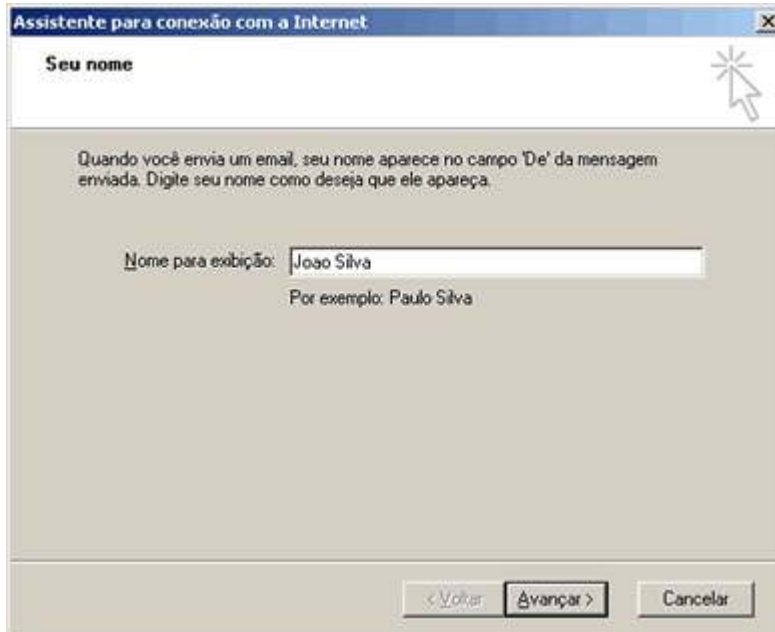 Assistente para conexão com a Internet
Seu nome
Quando você envia um email, seu nome aparece no campo 'De' da mensagem
enviada. Digite seu nome como deseja que ele apareça.
Nome para exibição: Joao Silva
Por exemplo: Paulo Silva
< Voltar Avançar > Cancelar